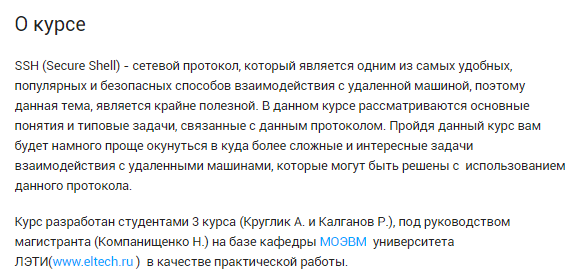 О курсе
SSH (Secure Shell) - сетевой протокол, который является одним из самых удобных,
популярных и безопасных способов взаимодействия с удаленной машиной, поэтому
данная тема, является крайне полезной. В данном курсе рассматриваются основные
понятия и типовые задачи, связанные с данным протоколом. Пройдя данный курс вам
будет намного проще окунуться в куда более сложные и интересные задачи
взаимодействия с удаленными машинами, которые могут быть решены с  использованием
данного протокола.
Курс разработан студентами 3 курса (Круглик А. и Калганов Р.), под руководством
магистранта (Компанищенко Н.) на базе кафедры МОЭВМ  университета
ЛЭТИ(www.eltech.ru )  в качестве практической работы.